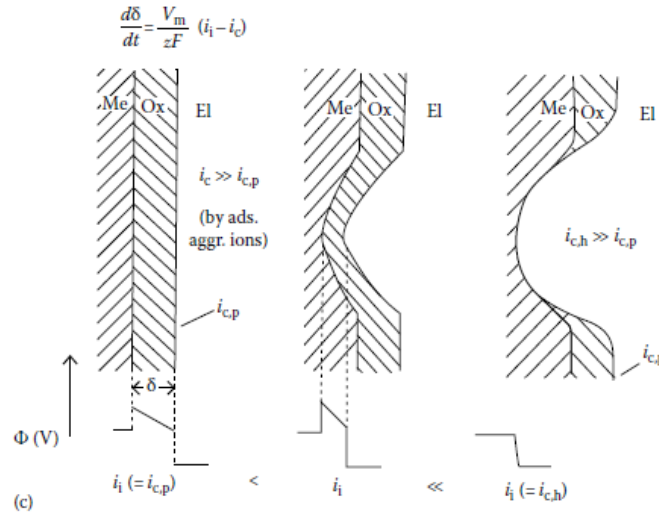 dδ/dt = V_m/zF (i_i – i_c)
Me Ox El
i_c ≫ i_c,p
(by ads.
aggr. ions)
i_c,p
δ
Me Ox El
Me Ox El
i_c,h ≫ i_c,p
i_c,
Φ (V)
i_i (= i_c,p) < i_i ≪ i_i (= i_c,h)
(c)